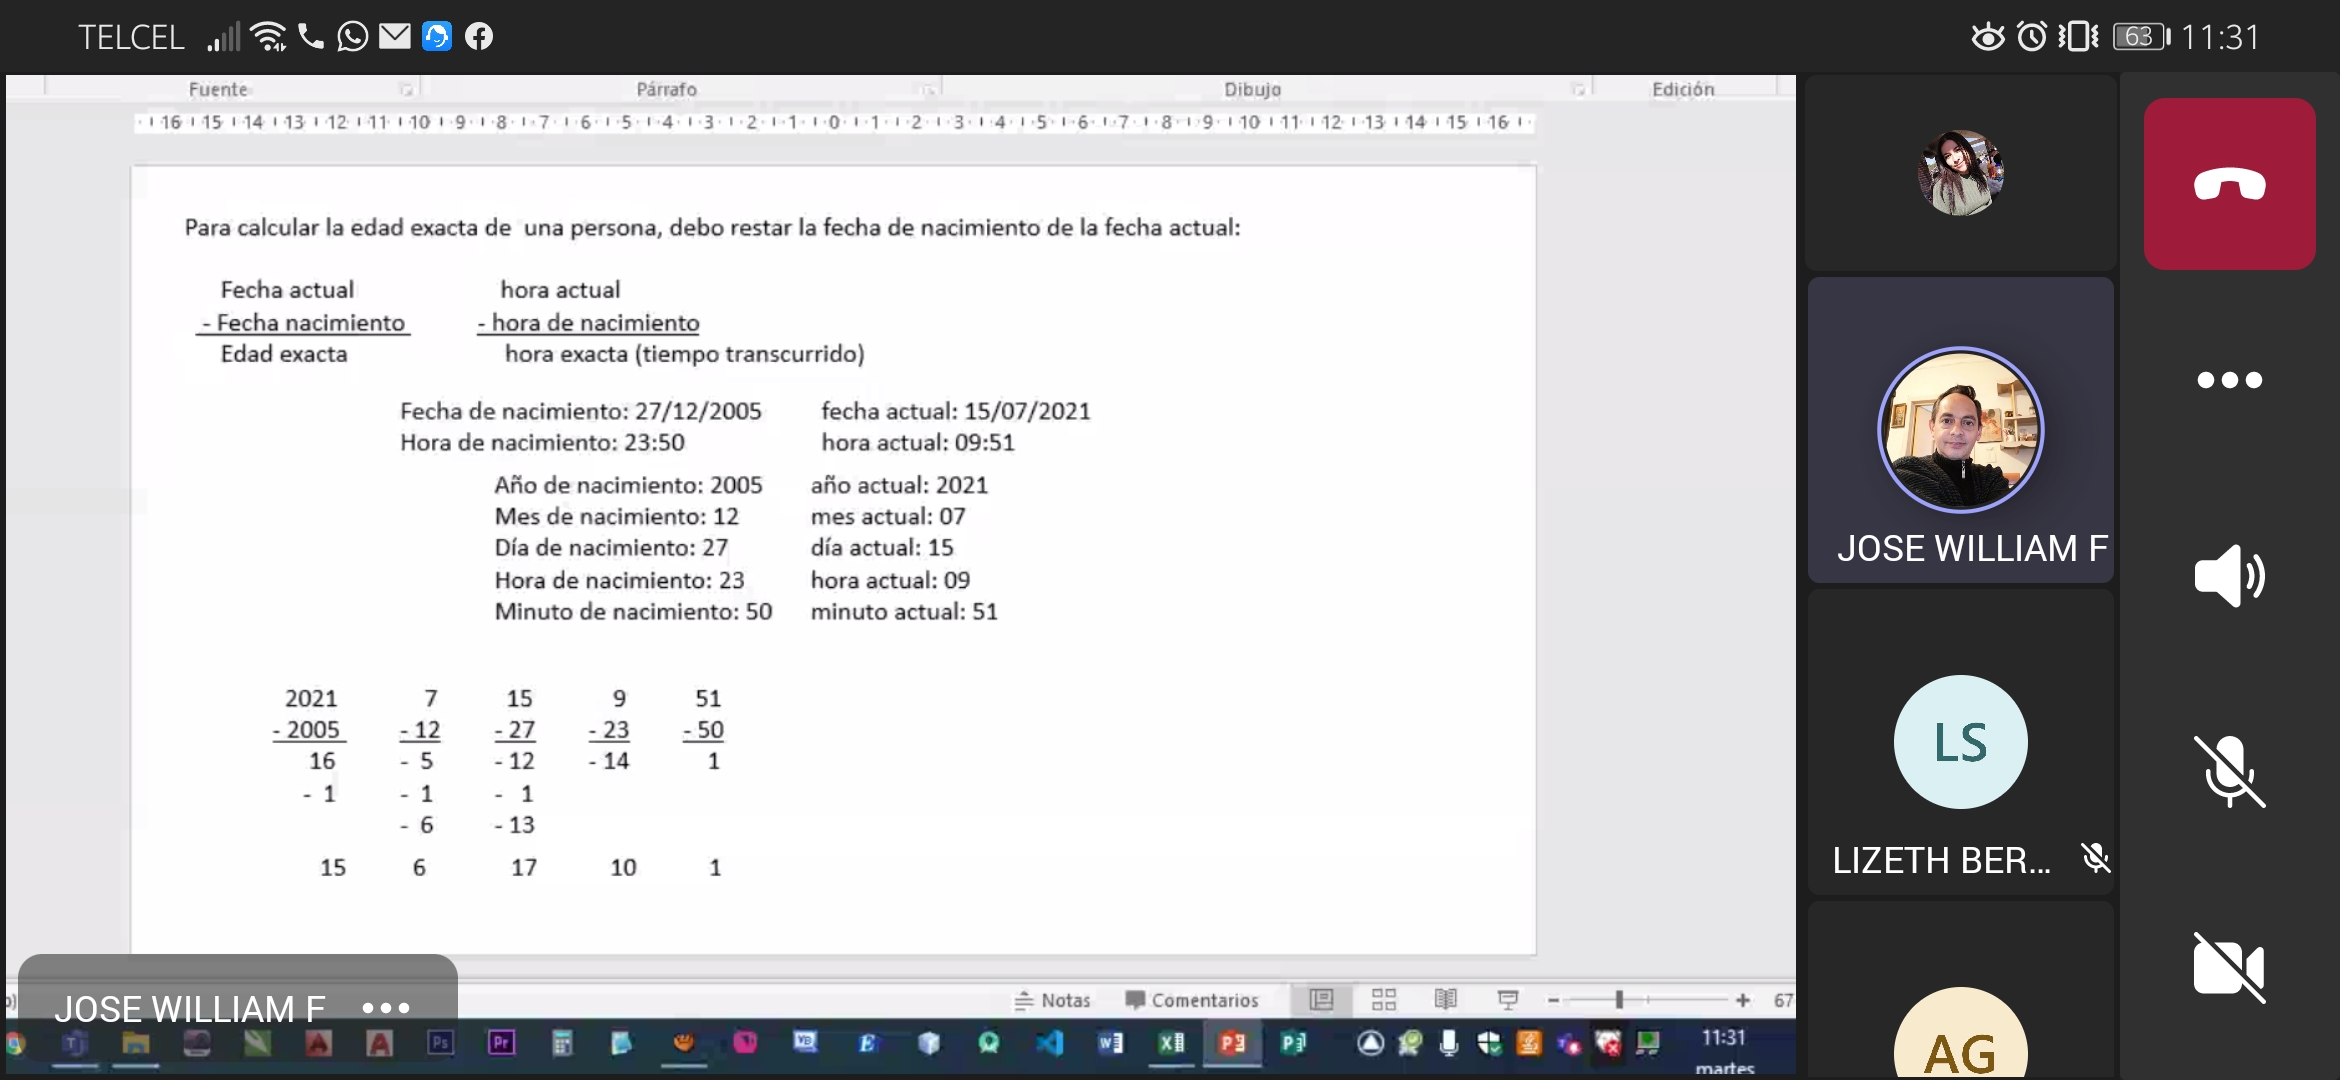 TELCEL 63 11:31
Fuente Párrafo Dibujo Edición
16 15 14 13 12 11 10 9 8 7 6 5 4 3 2 1 0 1 2 3 4 5 6 7 8 9 10 11 12 13 14 15 16
Para calcular la edad exacta de una persona, debo restar la fecha de nacimiento de la fecha actual:
Fecha actual hora actual
- Fecha nacimiento - hora de nacimiento
Edad exacta hora exacta (tiempo transcurrido)
Fecha de nacimiento: 27/12/2005 fecha actual: 15/07/2021
Hora de nacimiento: 23:50 hora actual: 09:51
Año de nacimiento: 2005 año actual: 2021
Mes de nacimiento: 12 mes actual: 07
Día de nacimiento: 27 día actual: 15
Hora de nacimiento: 23 hora actual: 09
Minuto de nacimiento: 50 minuto actual: 51
2021 7 15 9 51
- 2005 - 12 - 27 - 23 - 50
16 - 5 - 12 - 14 1
- 1 - 1 - 1
- 6 - 13
15 6 17 10 1
JOSE WILLIAM F
LS
LIZETH BER...
AG
JOSE WILLIAM F
Notas Comentarios 67
Ps Pr 11:31
martes